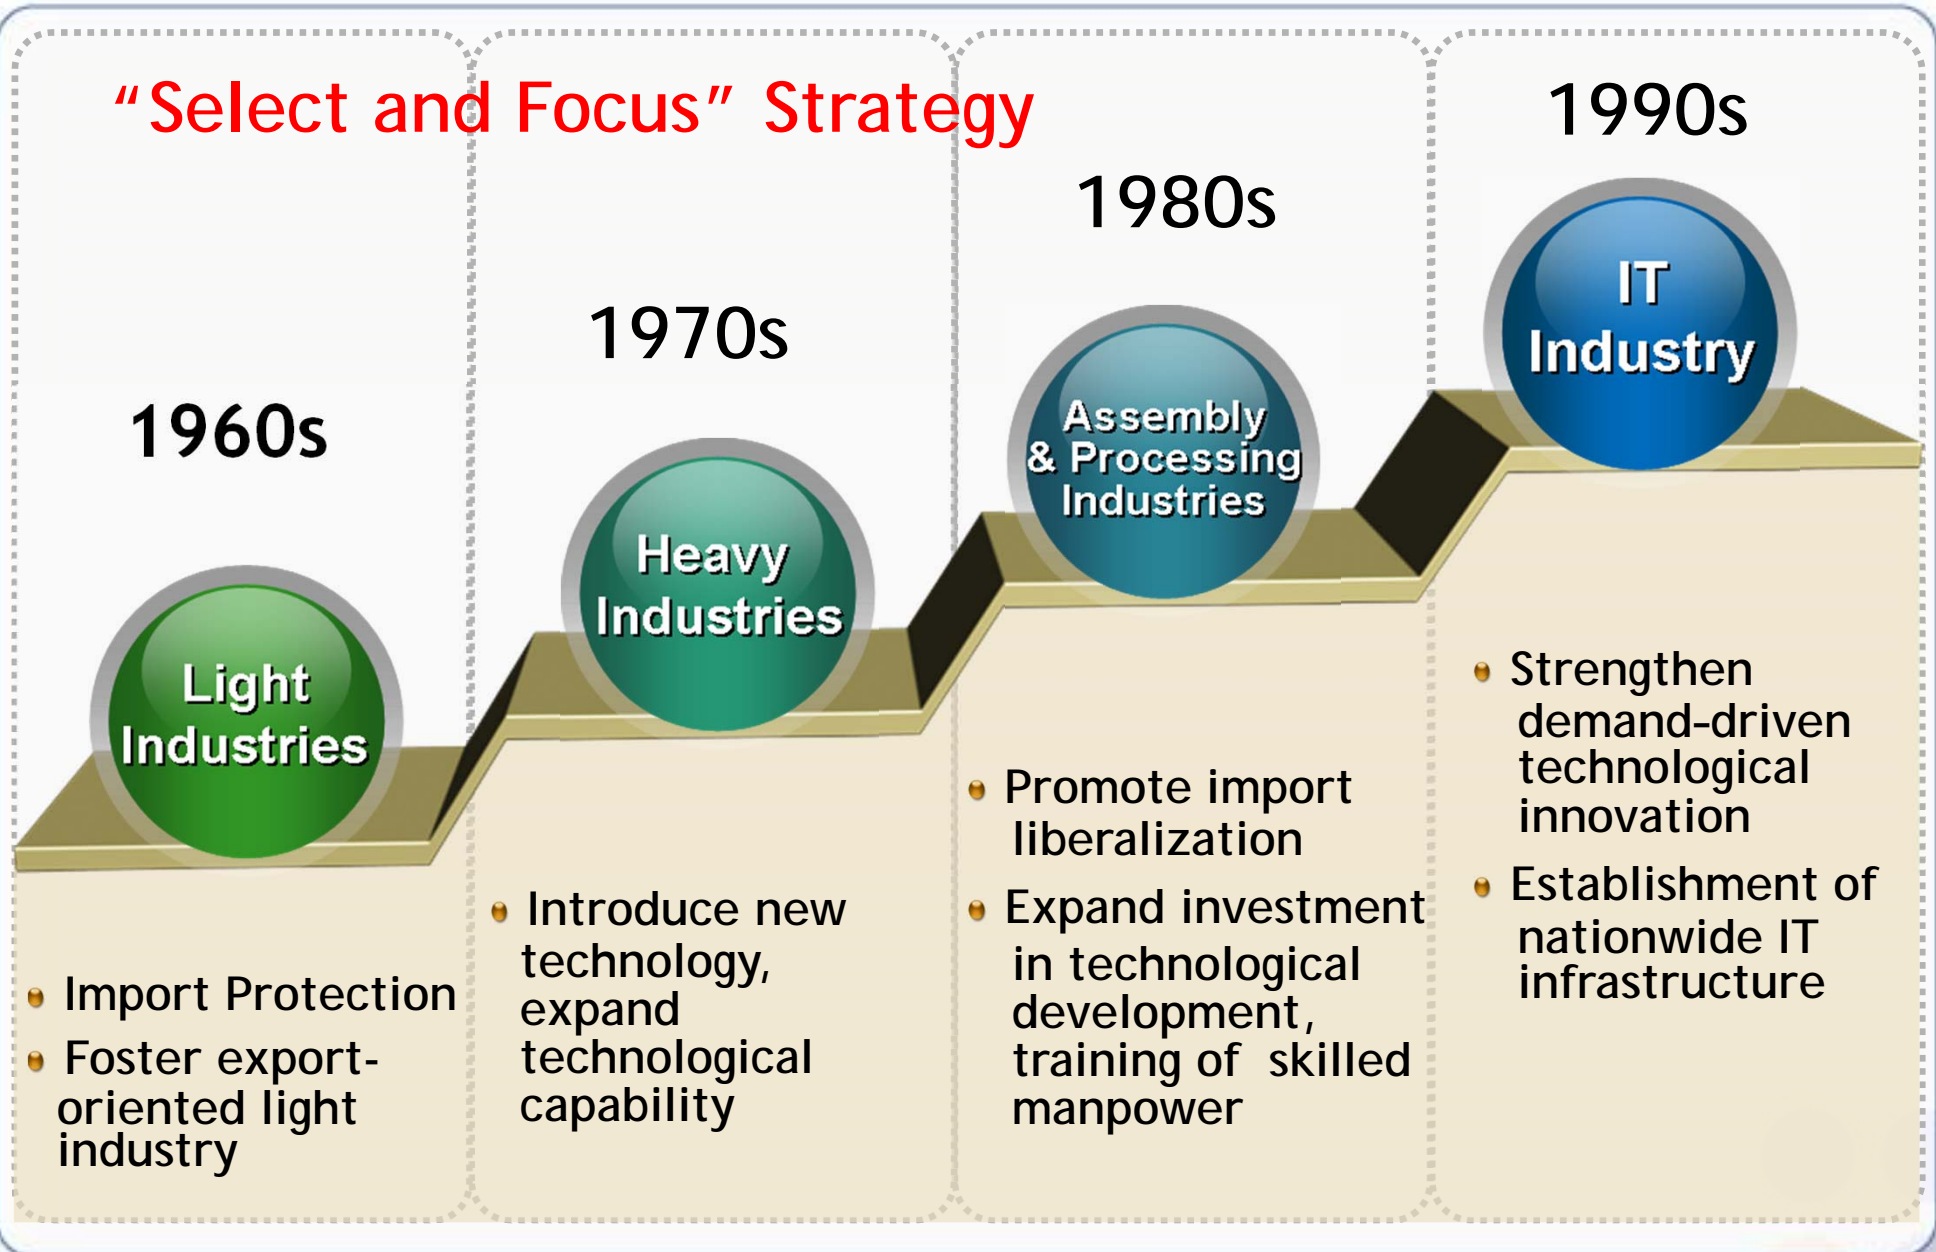 “Select and Focus” Strategy
1960s
Light
Industries
Import Protection
Foster export-
oriented light
industry
1970s
Heavy
Industries
Introduce new
technology,
expand
technological
capability
1980s
Assembly
& Processing
Industries
Promote import
liberalization
Expand investment
in technological
development,
training of skilled
manpower
1990s
IT
Industry
Strengthen
demand-driven
technological
innovation
Establishment of
nationwide IT
infrastructure